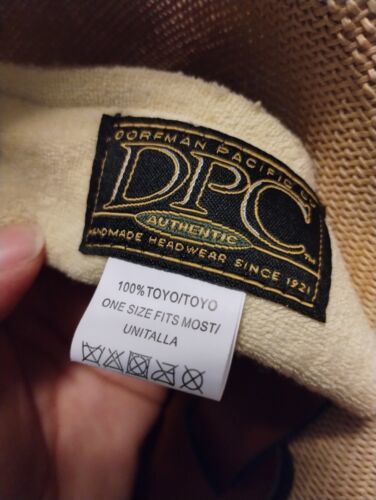 DORFMAN PACIFIC CO
DPC
AUTHENTIC
HANDMADE HEADWEAR SINCE 1921
TM
100% TOYO/TOYO
ONE SIZE FITS MOST/
UNITALLA